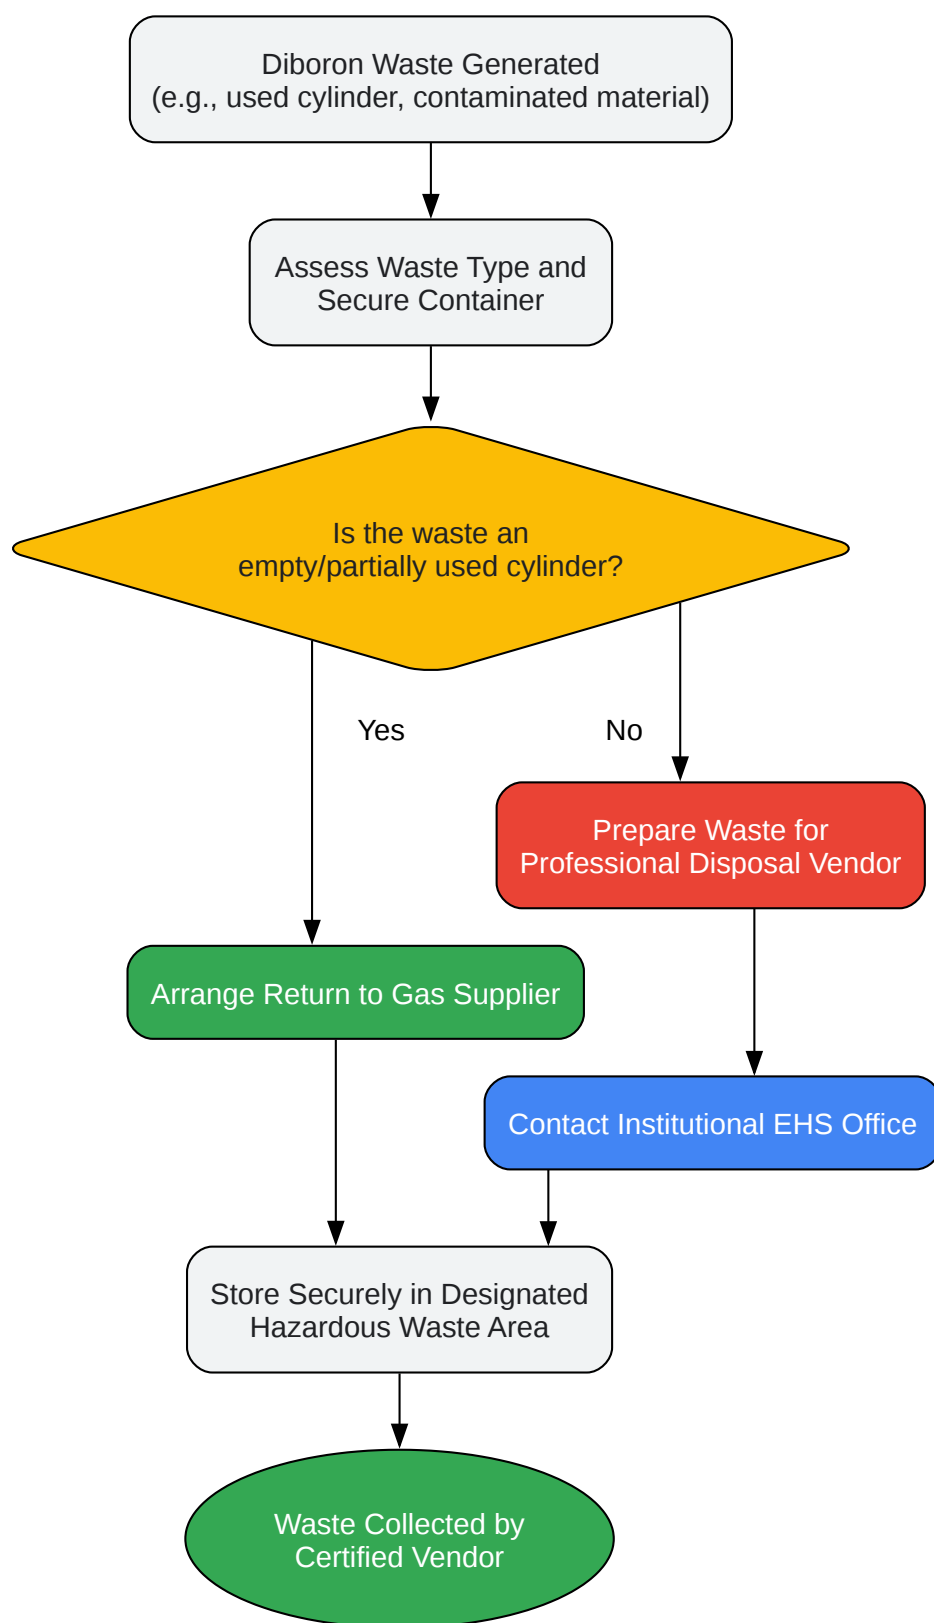 Diboron Waste Generated
(e.g., used cylinder, contaminated material)
Assess Waste Type and
Secure Container
Is the waste an
empty/partially used cylinder?
Yes
No
Prepare Waste for
Professional Disposal Vendor
Arrange Return to Gas Supplier
Contact Institutional EHS Office
Store Securely in Designated
Hazardous Waste Area
Waste Collected by
Certified Vendor